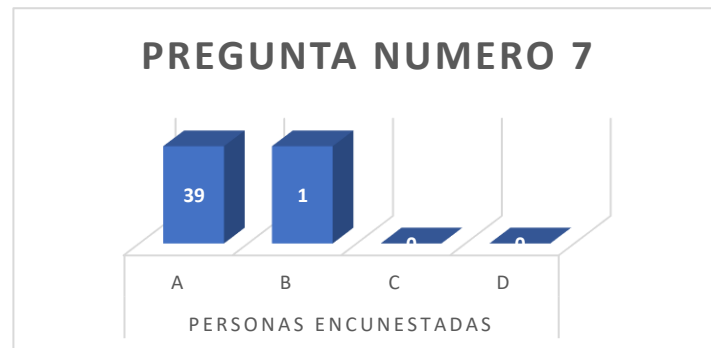 PREGUNTA NUMERO 7
39 1 0 0
A B C D
PERSONAS ENCUNESTADAS